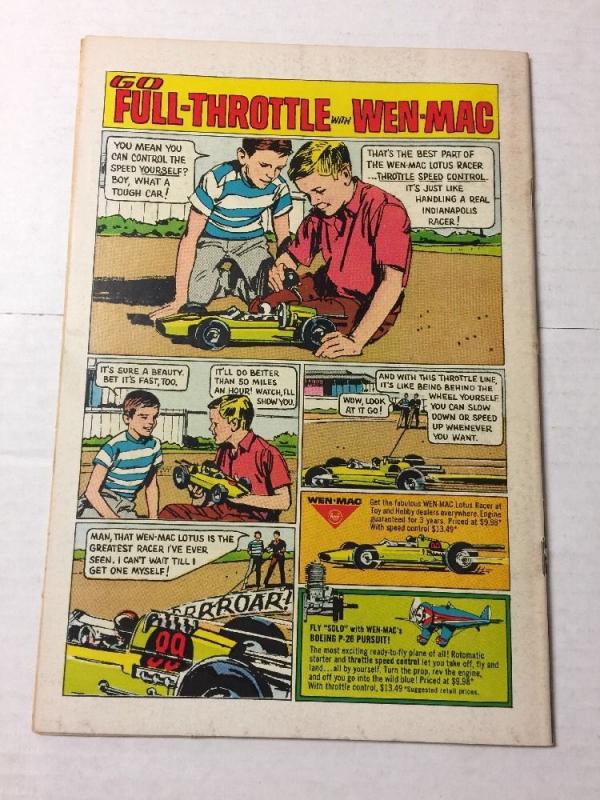 GO
FULL-THROTTLE WITH WEN-MAC
YOU MEAN YOU
CAN CONTROL THE
SPEED YOURSELF?
BOY, WHAT A
TOUGH CAR!
THAT'S THE BEST PART OF
THE WEN-MAC LOTUS RACER
...THROTTLE SPEED CONTROL.
IT'S JUST LIKE
HANDLING A REAL
INDIANAPOLIS
RACER!
IT'S SURE A BEAUTY.
BET IT'S FAST, TOO.
IT'LL DO BETTER
THAN 50 MILES
AN HOUR! WATCH, I'LL
SHOW YOU.
WOW, LOOK
AT IT GO!
AND WITH THIS THROTTLE LINE,
IT'S LIKE BEING BEHIND THE
WHEEL YOURSELF
YOU CAN SLOW
DOWN OR SPEED
UP WHENEVER
YOU WANT.
MAN, THAT WEN-MAC LOTUS IS THE
GREATEST RACER I'VE EVER
SEEN. I CAN'T WAIT TILL I
GET ONE MYSELF!
RRROAR!
99
WEN-MAC
Get the fabulous WEN-MAC Lotus Racer at
Toy and Hobby dealers everywhere. Engine
guaranteed for 3 years. Priced at $9.98*
With speed control $13.49*
FLY "SOLO" with WEN-MAC's
BOEING P-26 PURSUIT!
The most exciting ready-to-fly plane of all! Rotomatic
starter and throttle speed control let you take off, fly and
land...all by yourself. Turn the prop, rev the engine,
and off you go into the wild blue! Priced at $9.98*
With throttle control, $13.49 *Suggested retail prices.